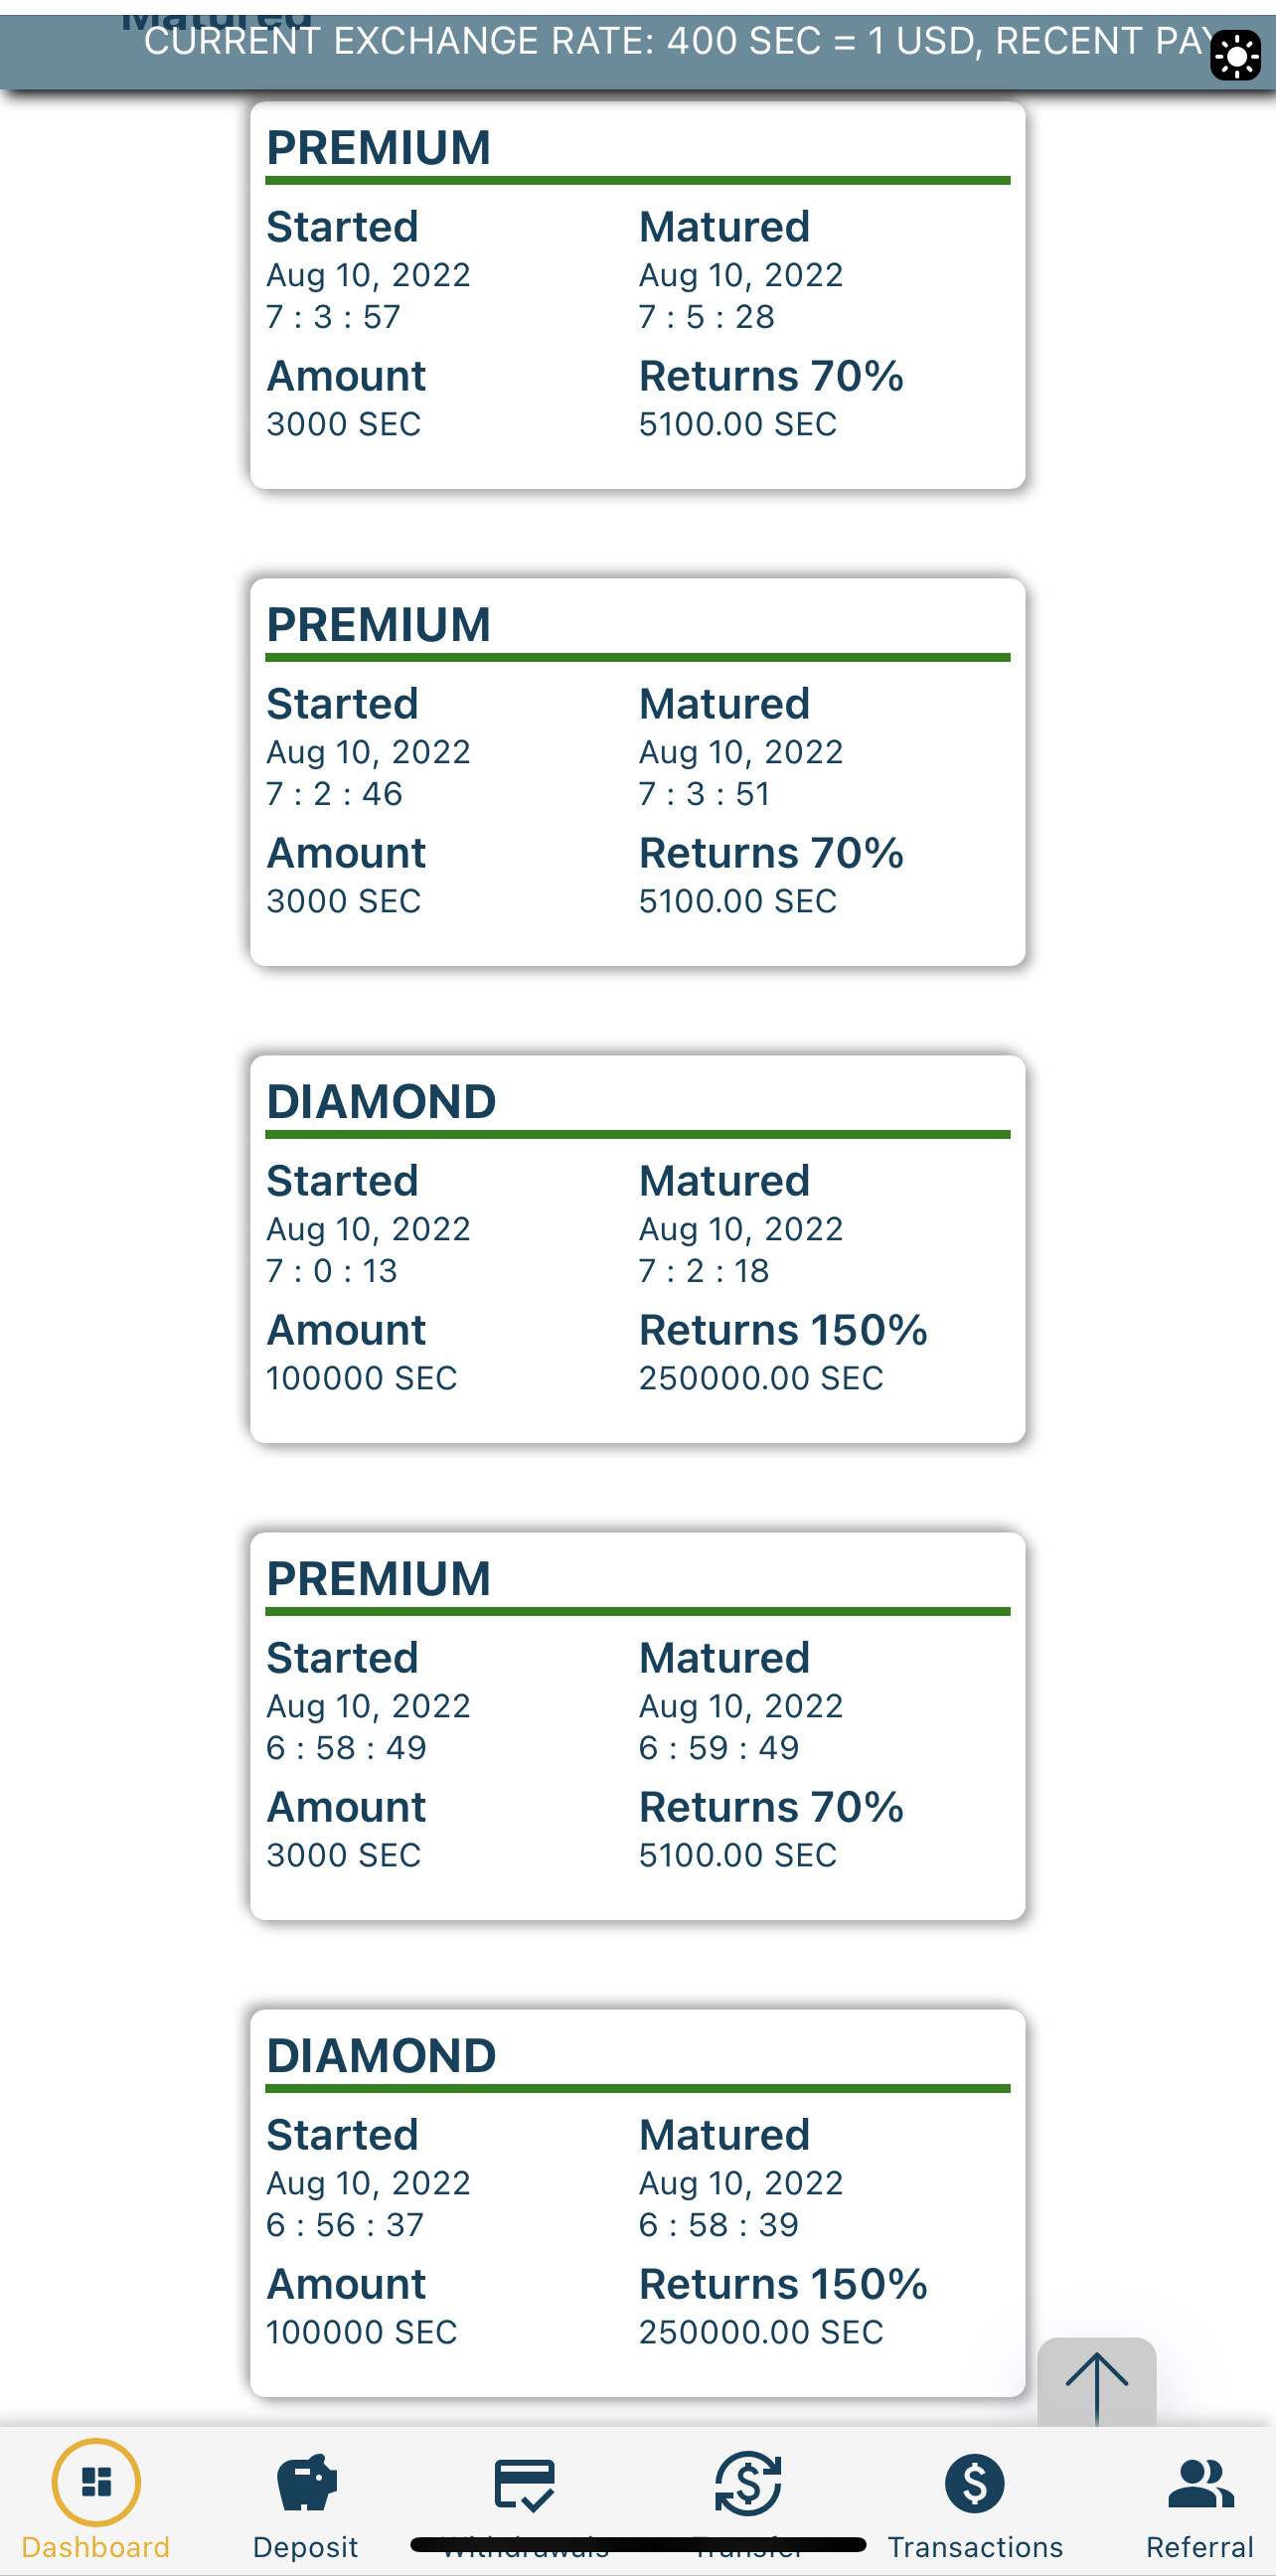 CURRENT EXCHANGE RATE: 400 SEC = 1 USD, RECENT
PREMIUM
Started Matured
Aug 10, 2022 Aug 10, 2022
7 : 3 : 57 7 : 5 : 28
Amount Returns 70%
3000 SEC 5100.00 SEC
PREMIUM
Started Matured
Aug 10, 2022 Aug 10, 2022
7 : 2 : 46 7 : 3 : 51
Amount Returns 70%
3000 SEC 5100.00 SEC
DIAMOND
Started Matured
Aug 10, 2022 Aug 10, 2022
7 : 0 : 13 7 : 2 : 18
Amount Returns 150%
100000 SEC 250000.00 SEC
PREMIUM
Started Matured
Aug 10, 2022 Aug 10, 2022
6 : 58 : 49 6 : 59 : 49
Amount Returns 70%
3000 SEC 5100.00 SEC
DIAMOND
Started Matured
Aug 10, 2022 Aug 10, 2022
6 : 56 : 37 6 : 58 : 39
Amount Returns 150%
100000 SEC 250000.00 SEC
Dashboard Deposit Transactions Referral